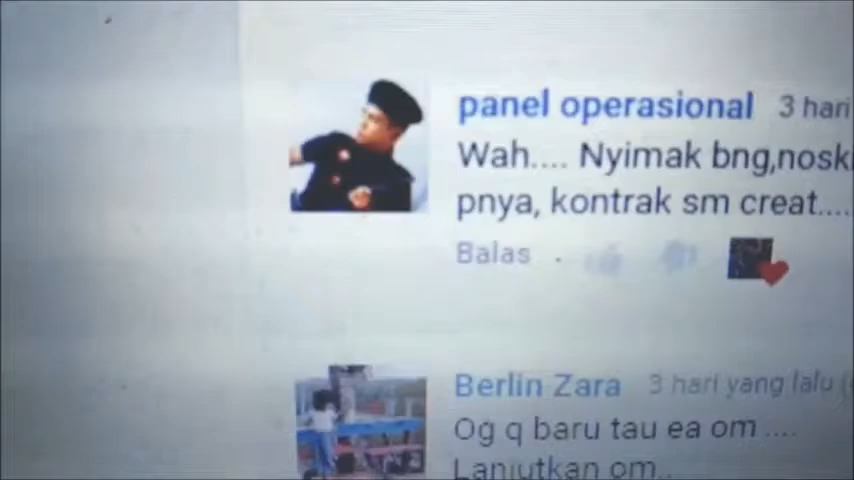 panel operasional 3 hari
Wah.... Nyimak bng,nosk
pnya, kontrak sm creat....
Balas .
Berlin Zara 3 hari yang lalu (
Og q baru tau ea om ....
Lanjutkan om..